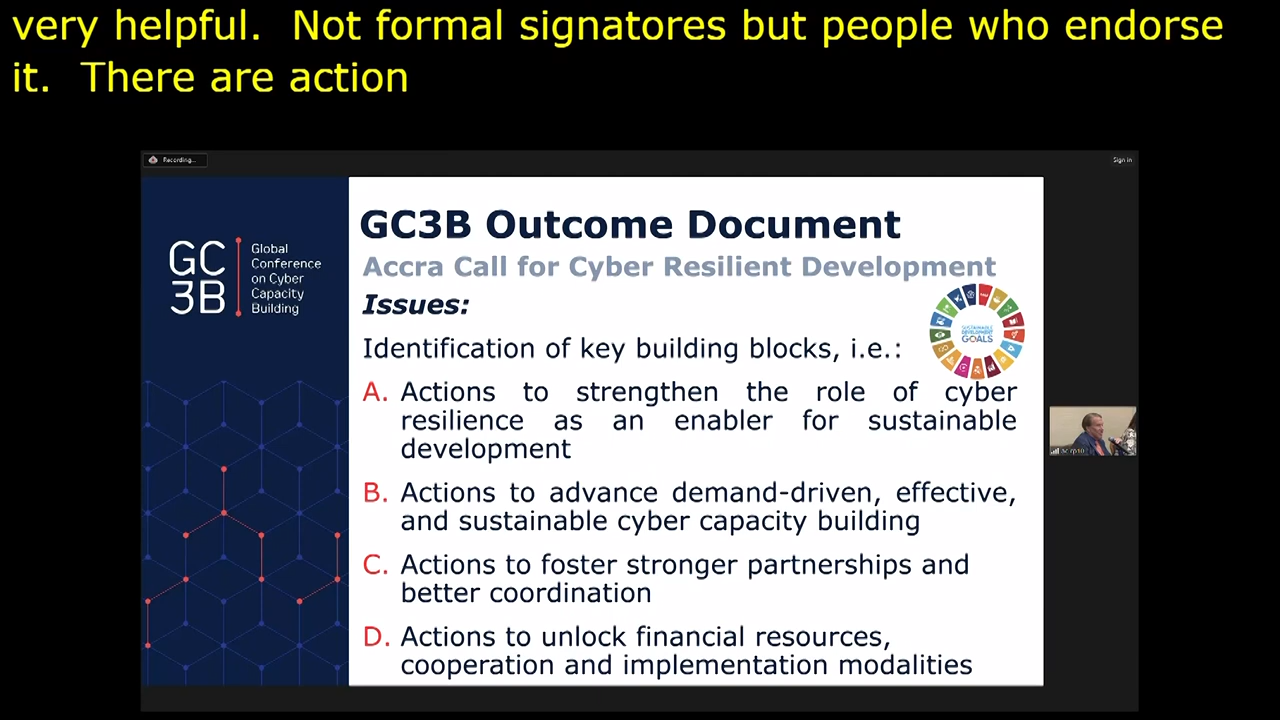 very helpful. Not formal signatores but people who endorse
it. There are action
Recording...
Sign in
GC
3B
Global
Conference
on Cyber
Capacity
Building
GC3B Outcome Document
Accra Call for Cyber Resilient Development
Issues:
SUSTAINABLE
DEVELOPMENT
GOALS
Identification of key building blocks, i.e.:
A. Actions to strengthen the role of cyber
resilience as an enabler for sustainable
development
B. Actions to advance demand-driven, effective,
and sustainable cyber capacity building
C. Actions to foster stronger partnerships and
better coordination
D. Actions to unlock financial resources,
cooperation and implementation modalities